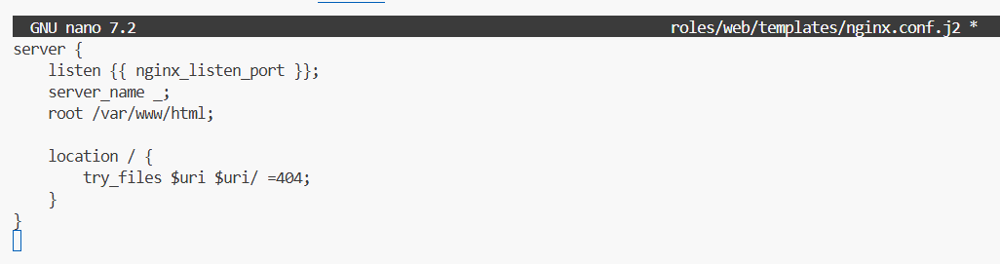 GNU nano 7.2 roles/web/templates/nginx.conf.j2 *
server {
    listen {{ nginx_listen_port }};
    server_name _;
    root /var/www/html;

    location / {
        try_files $uri $uri/ =404;
    }
}